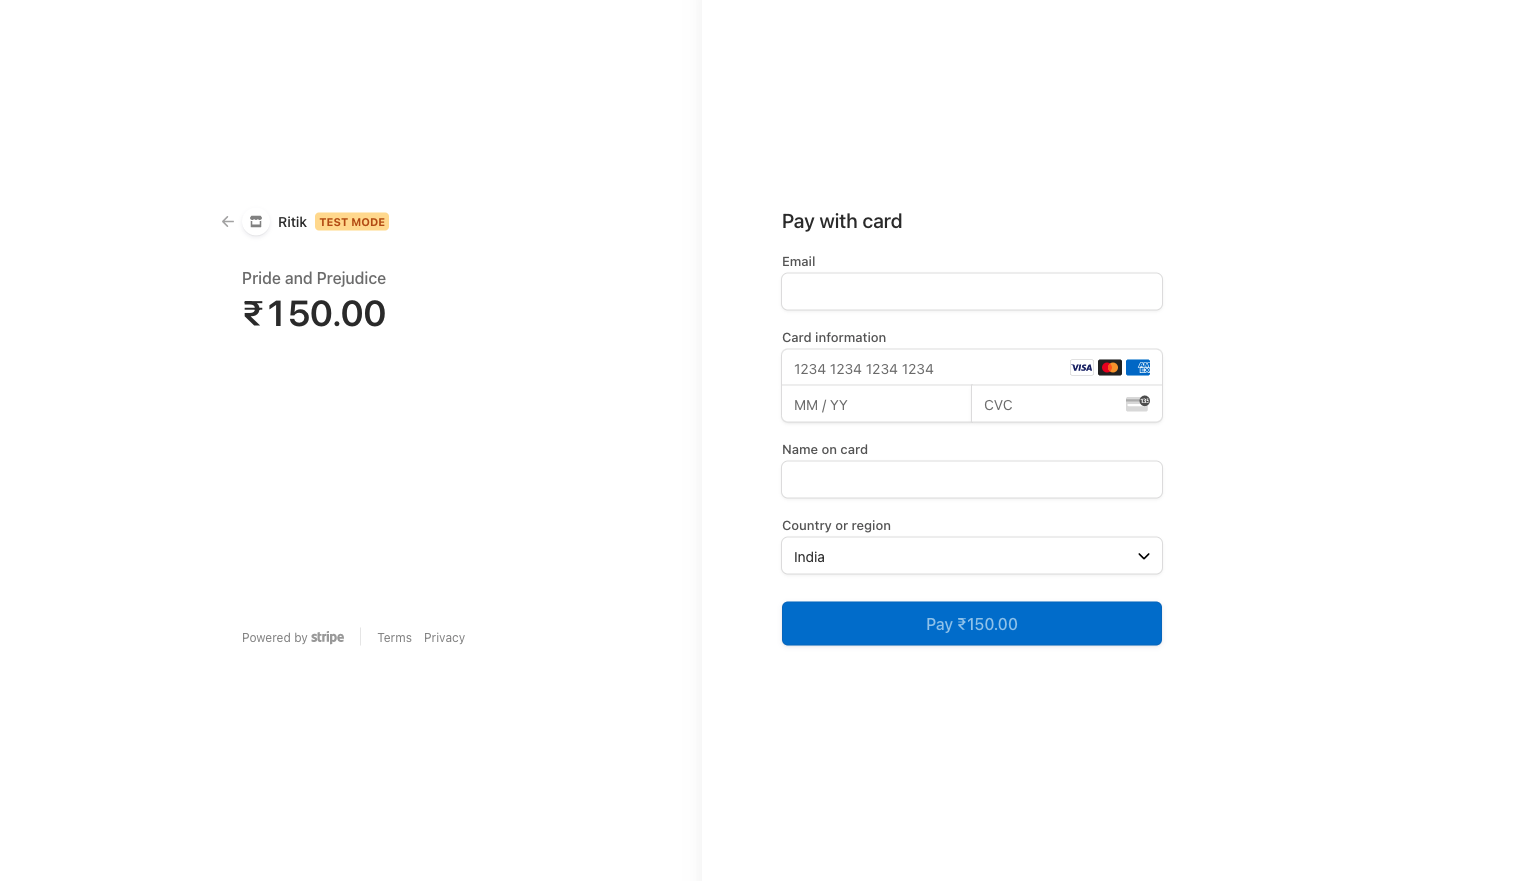 Ritik TEST MODE
Pride and Prejudice
₹150.00
Powered by stripe
Terms Privacy
Pay with card
Email
Card information
1234 1234 1234 1234 VISA
MM / YY CVC
Name on card
Country or region
India
Pay ₹150.00